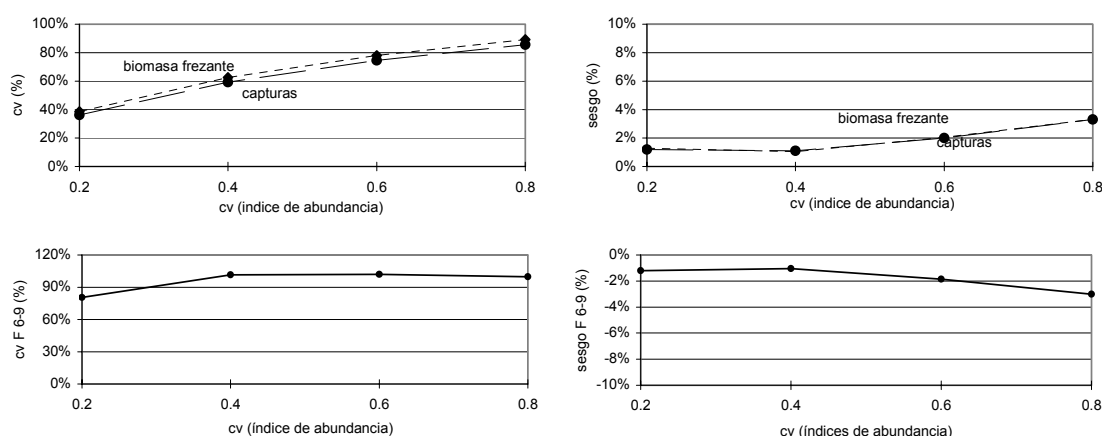 100%
80%
60%
40%
20%
0%
cv (%)
biomasa frezante
capturas
0.2 0.4 0.6 0.8
cv (indice de abundancia)
10%
8%
6%
4%
2%
0%
sesgo (%)
biomasa frezante
capturas
0.2 0.4 0.6 0.8
cv (indice de abundancia)
120%
90%
60%
30%
0%
cv F 6-9 (%)
0.2 0.4 0.6 0.8
cv (índice de abundancia)
0%
-2%
-4%
-6%
-8%
-10%
sesgo F 6-9 (%)
0.2 0.4 0.6 0.8
cv (índices de abundancia)